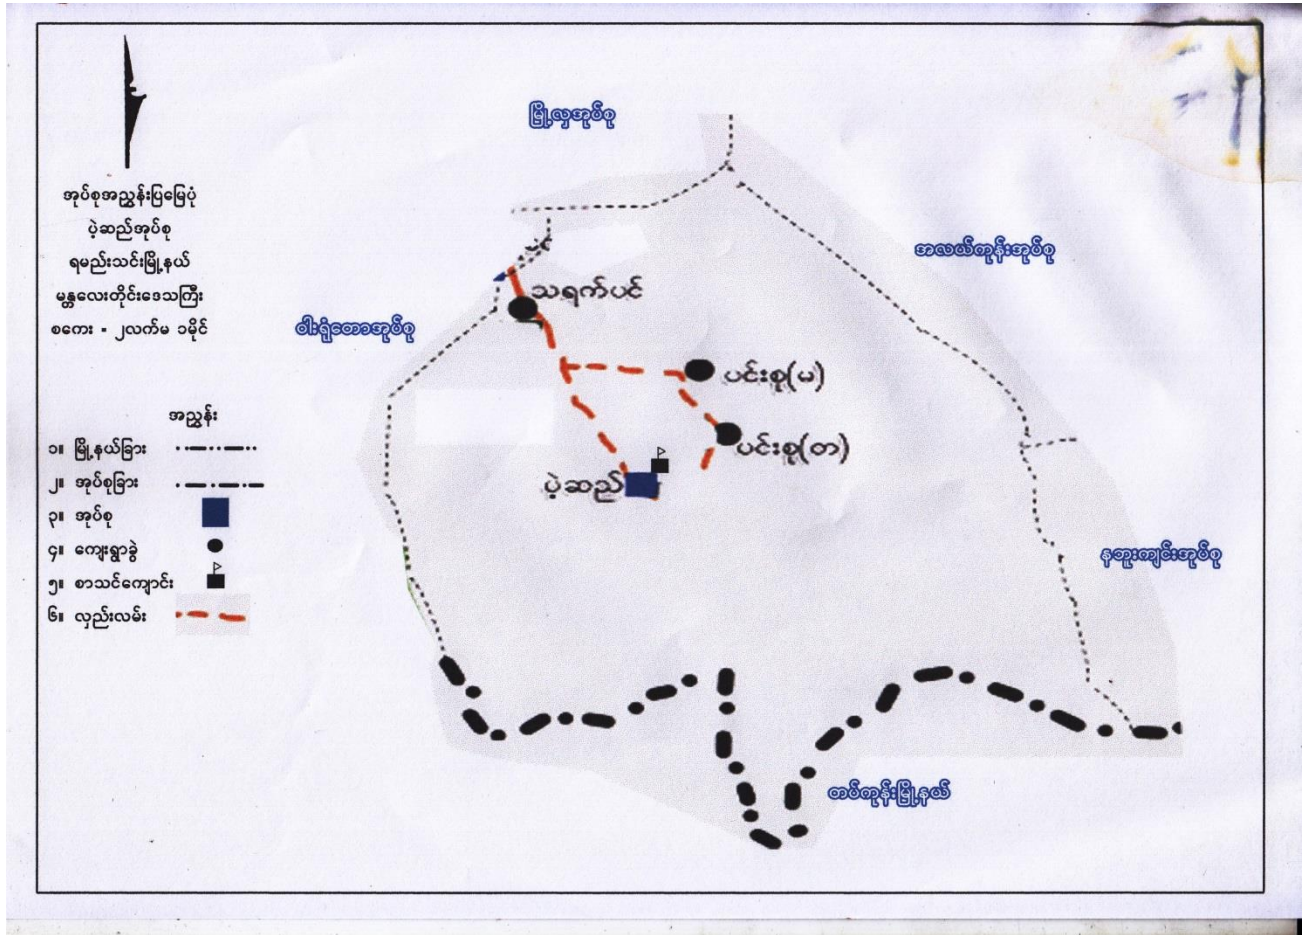 အုပ်စုအညွှန်းပြမြေပုံ
ပဲ့ဆည်အုပ်စု
ရမည်းသင်းမြို့နယ်
မန္တလေးတိုင်းဒေသကြီး
စကေး - ၂လက်မ ၁မိုင်
အညွှန်း
၁။ မြို့နယ်ခြား
၂။ အုပ်စုခြား
၃။ အုပ်စု
၄။ ကျေးရွာခွဲ
၅။ စာသင်ကျောင်း
၆။ လှည်းလမ်း
မြို့လှအုပ်စု
အလယ်ကုန်းအုပ်စု
ဝါးရုံတောအုပ်စု
သရက်ပင်
ပင်းစု(မ)
ပင်းစု(တ)
ပဲ့ဆည်
နဘူးကျင်းအုပ်စု
တပ်ကုန်းမြို့နယ်